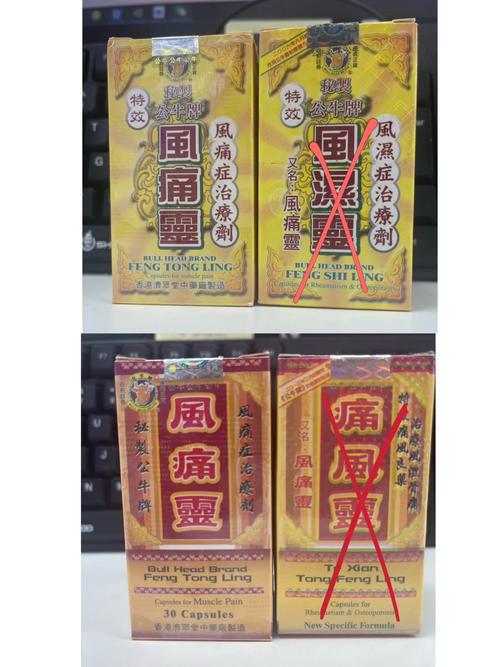 秘製
公牛牌
特效
風痛靈
風痛症治療劑
BULL HEAD BRAND
FENG TONG LING
Capsules for muscle pain
香港濟眾堂中藥廠製造
秘製
公牛牌
特效
風濕靈
風濕症治療劑
又名：風痛靈
BULL HEAD BRAND
FENG SHI LING
Capsules for Rheumatism & Osteoporosis
風痛靈
風痛症治療劑
秘製公牛牌
Bull Head Brand
Feng Tong Ling
Capsules for Muscle Pain
30 Capsules
香港濟眾堂中藥廠製造
痛風靈
又名：風痛靈
Tong Feng Ling
Capsules for
Rheumatism & Osteoporosis
New Specific Formula